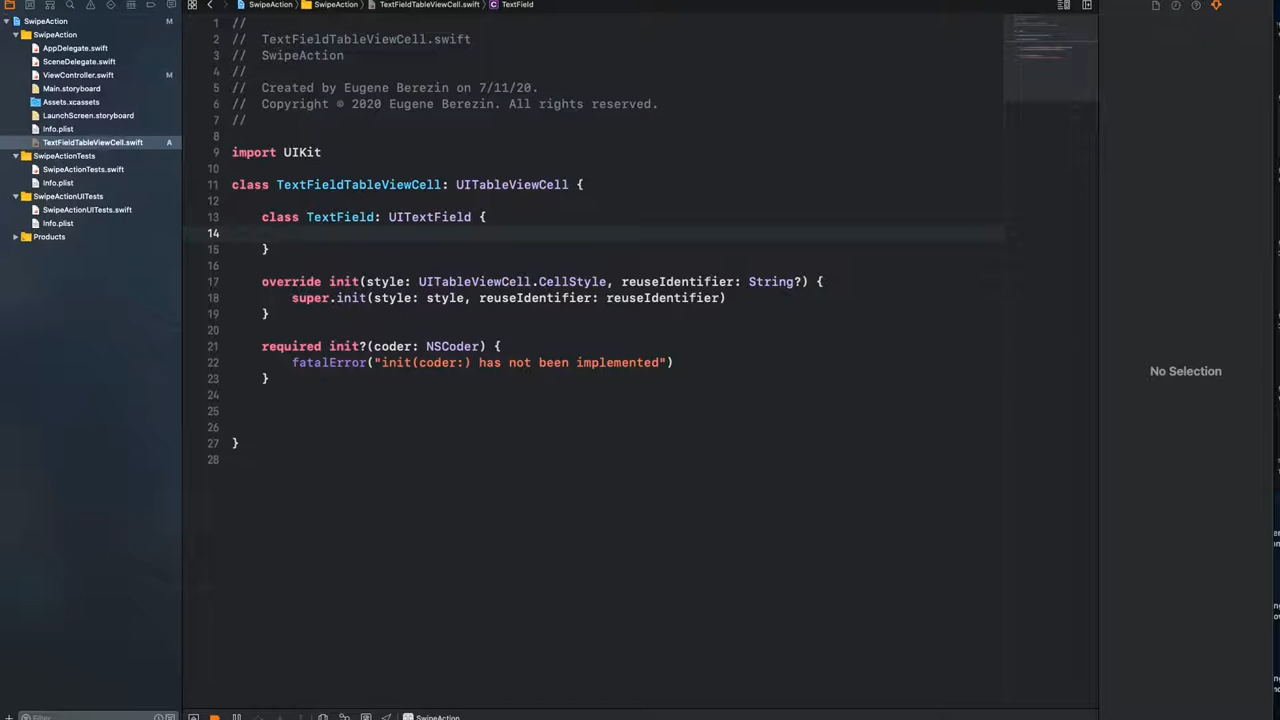 SwipeAction
SwipeAction
TextFieldTableViewCell.swift
TextField
SwipeAction M
SwipeAction
AppDelegate.swift
SceneDelegate.swift
ViewController.swift M
Main.storyboard
Assets.xcassets
LaunchScreen.storyboard
Info.plist
TextFieldTableViewCell.swift A
SwipeActionTests
SwipeActionTests.swift
Info.plist
SwipeActionUITests
SwipeActionUITests.swift
Info.plist
Products
Filter
1 //
2 // TextFieldTableViewCell.swift
3 // SwipeAction
4 //
5 // Created by Eugene Berezin on 7/11/20.
6 // Copyright © 2020 Eugene Berezin. All rights reserved.
7 //
8
9 import UIKit
10
11 class TextFieldTableViewCell: UITableViewCell {
12
13 class TextField: UITextField {
14
15 }
16
17 override init(style: UITableViewCell.CellStyle, reuseIdentifier: String?) {
18 super.init(style: style, reuseIdentifier: reuseIdentifier)
19 }
20
21 required init?(coder: NSCoder) {
22 fatalError("init(coder:) has not been implemented")
23 }
24
25
26
27 }
28
SwipeAction
No Selection